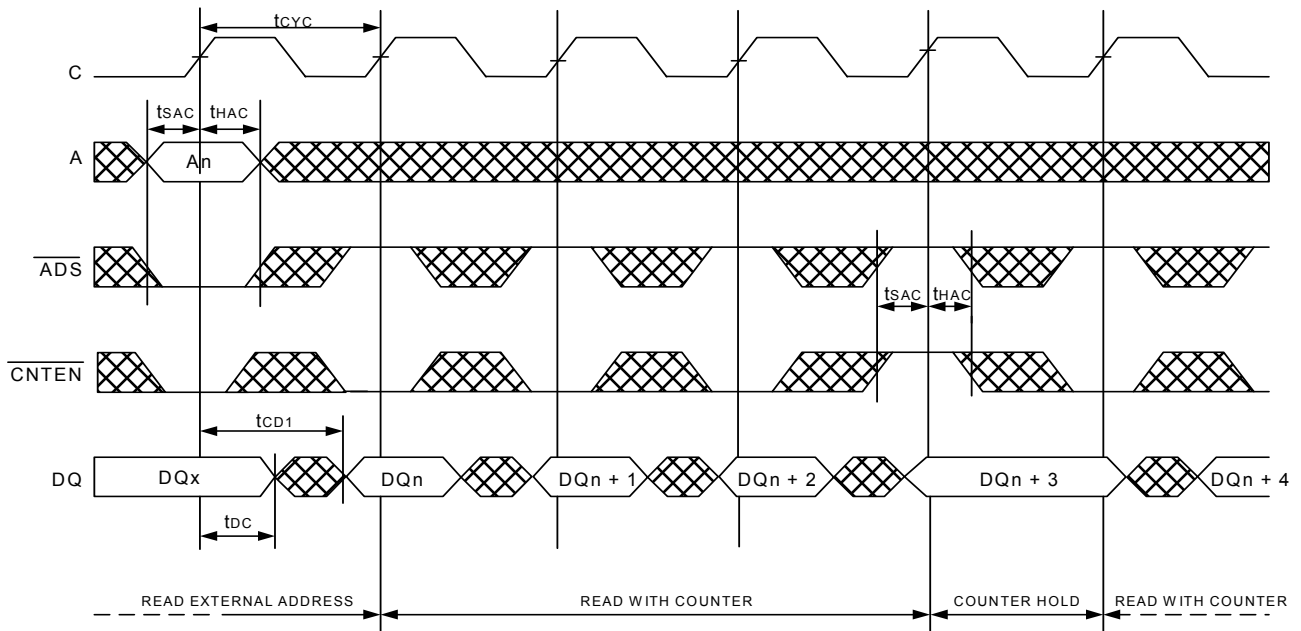 tCYC
C
tSAC tHAC
A An
ADS
tSAC tHAC
CNTEN
tCD1
DQ DQx DQn DQn + 1 DQn + 2 DQn + 3 DQn + 4
tDC
READ EXTERNAL ADDRESS READ WITH COUNTER COUNTER HOLD READ WITH COUNTER